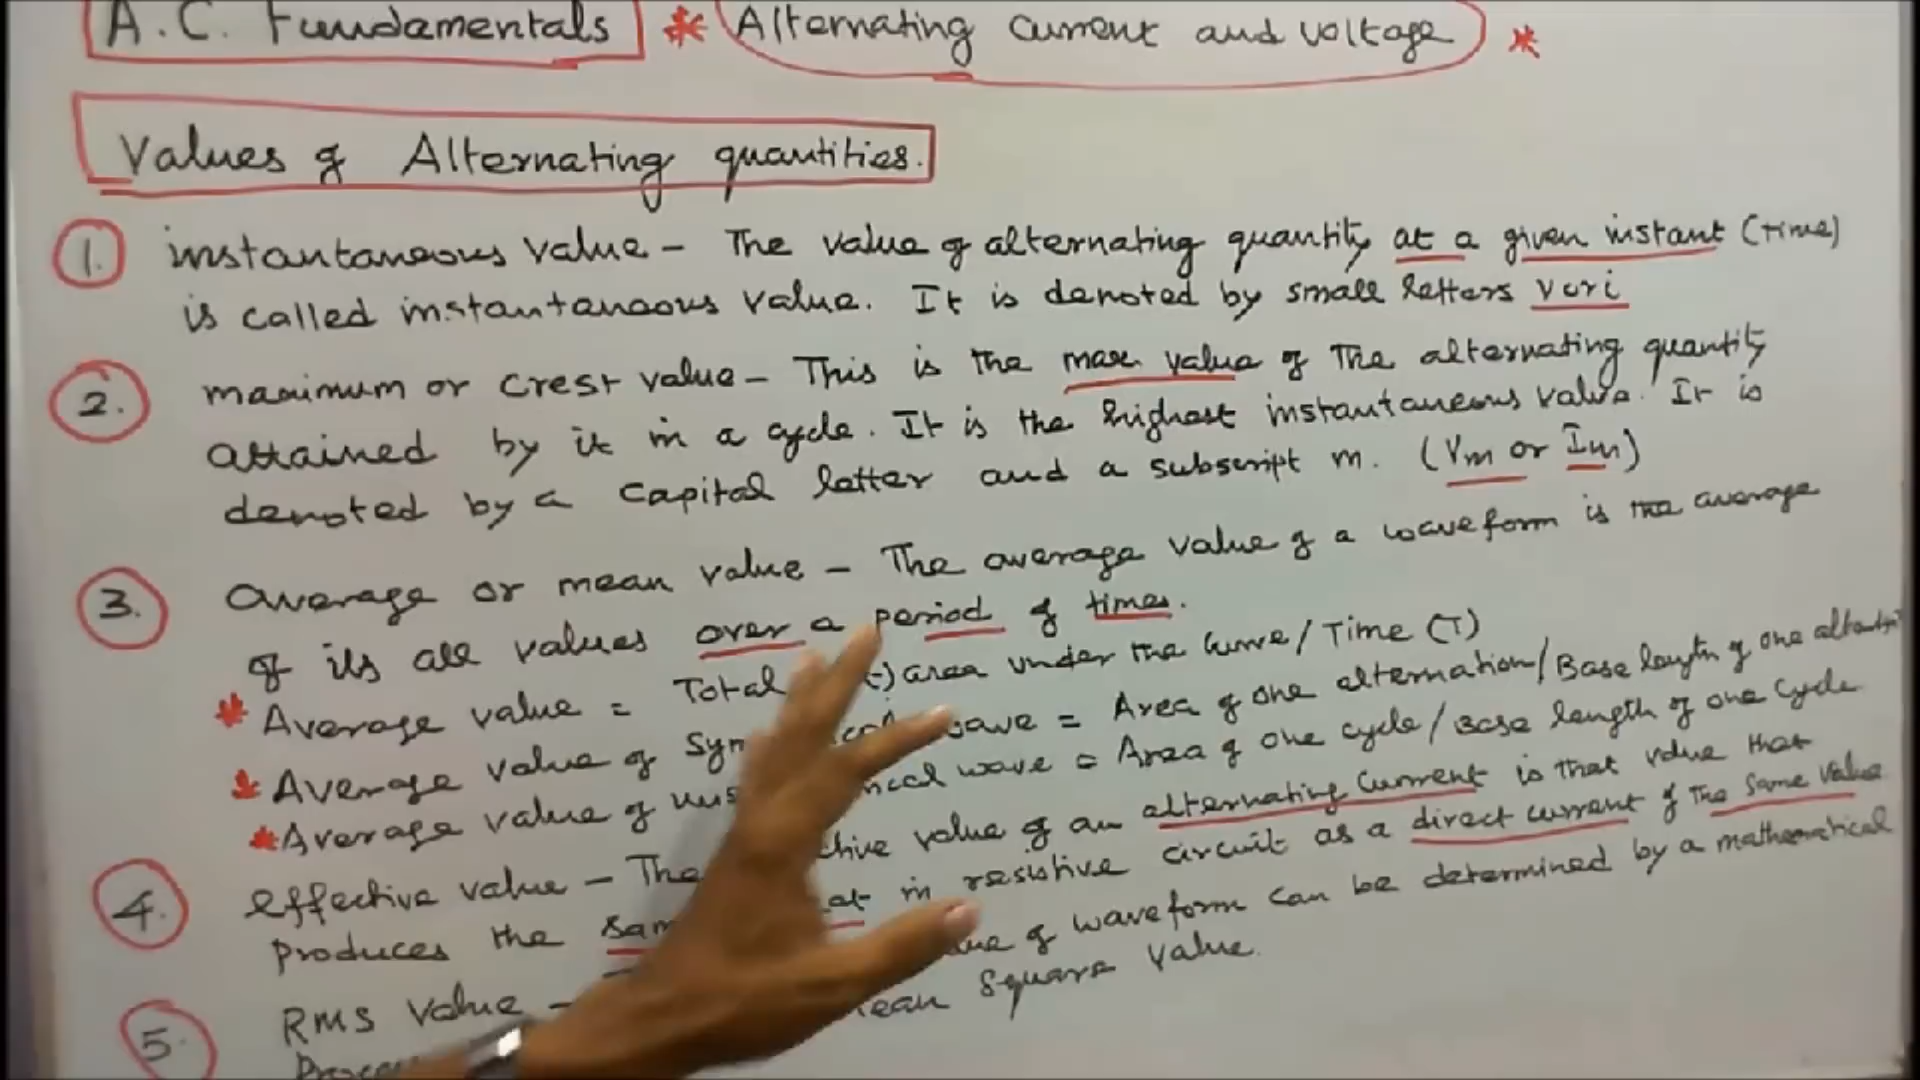 A.C. Fundamentals * Alternating current and voltage *
Values of Alternating quantities.
1. instantaneous value - The value of alternating quantity at a given instant (Time)
is called instantaneous value. It is denoted by small letters v or i
2. maximum or crest value - This is the max value of The alternating quantity
attained by it in a cycle. It is the highest instantaneous value. It is
denoted by a capital letter and a subscript m. (Vm or Im)
3. average or mean value - The average value of a waveform is the average
of its all values over a period of times.
* Average value = Total area under the curve / Time (T)
* Average value of wave = Area of one alternation / Base length of one
* Average value of wave = Area of one cycle / Base length of one cycle
4. effective value - The value of an alternating current is that value that
produces the in resistive circuit as a direct current of the same value
5. RMS value - of waveform can be determined by a mathematical
mean square value.